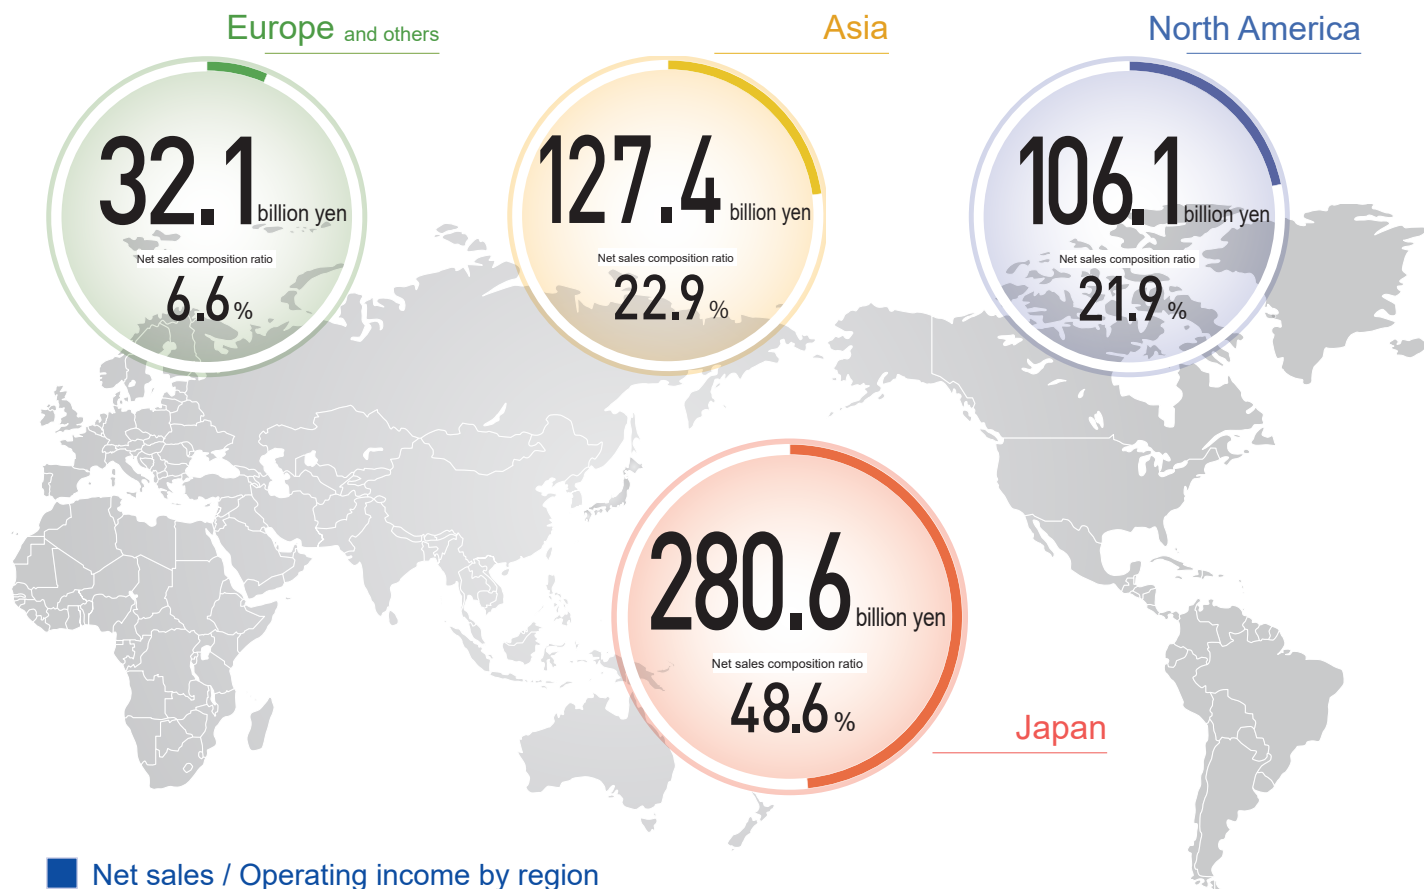 Europe and others
32.1 billion yen
Net sales composition ratio
6.6 %
Asia
127.4 billion yen
Net sales composition ratio
22.9 %
North America
106.1 billion yen
Net sales composition ratio
21.9 %
280.6 billion yen
Net sales composition ratio
48.6 %
Japan
Net sales / Operating income by region